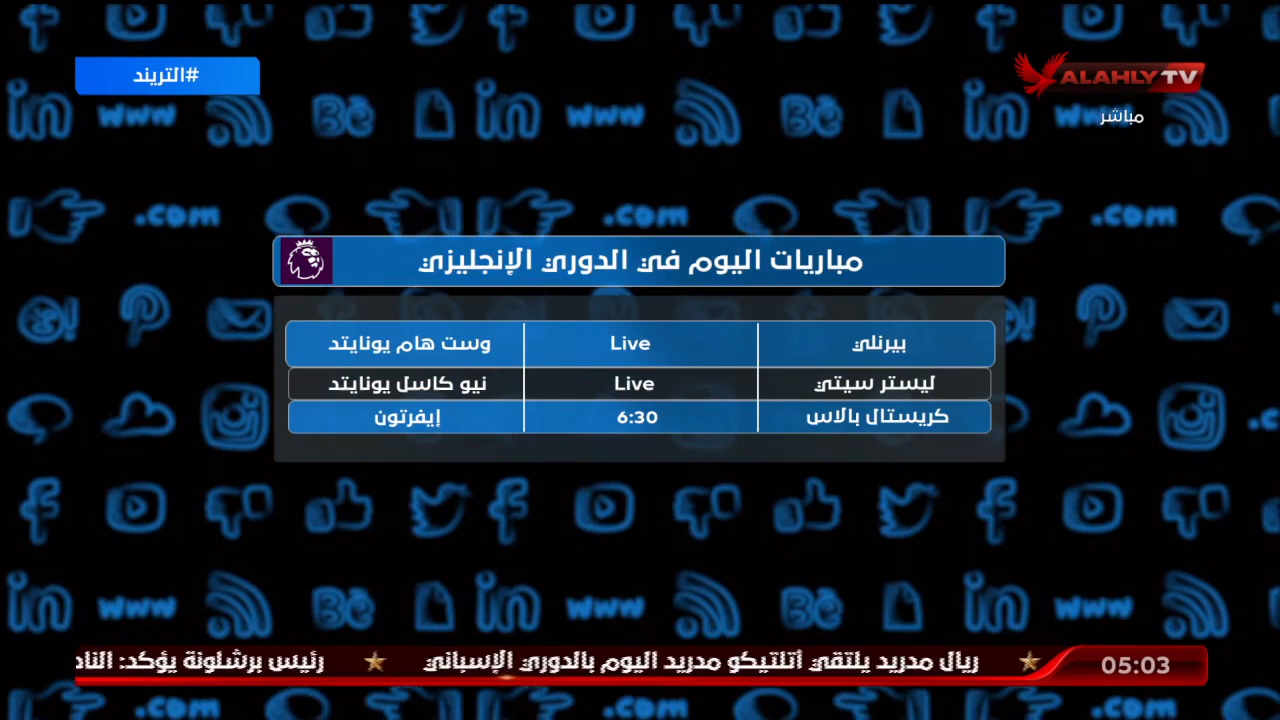 #التريند
ALAHLY TV
مباشر
مباريات اليوم في الدوري الإنجليزي
بيرنلي Live وست هام يونايتد
ليستر سيتي Live نيو كاسل يونايتد
كريستال بالاس 6:30 إيفرتون
05:03 ريال مدريد يلتقي أتلتيكو مدريد اليوم بالدوري الإسباني رئيس برشلونة يؤكد: